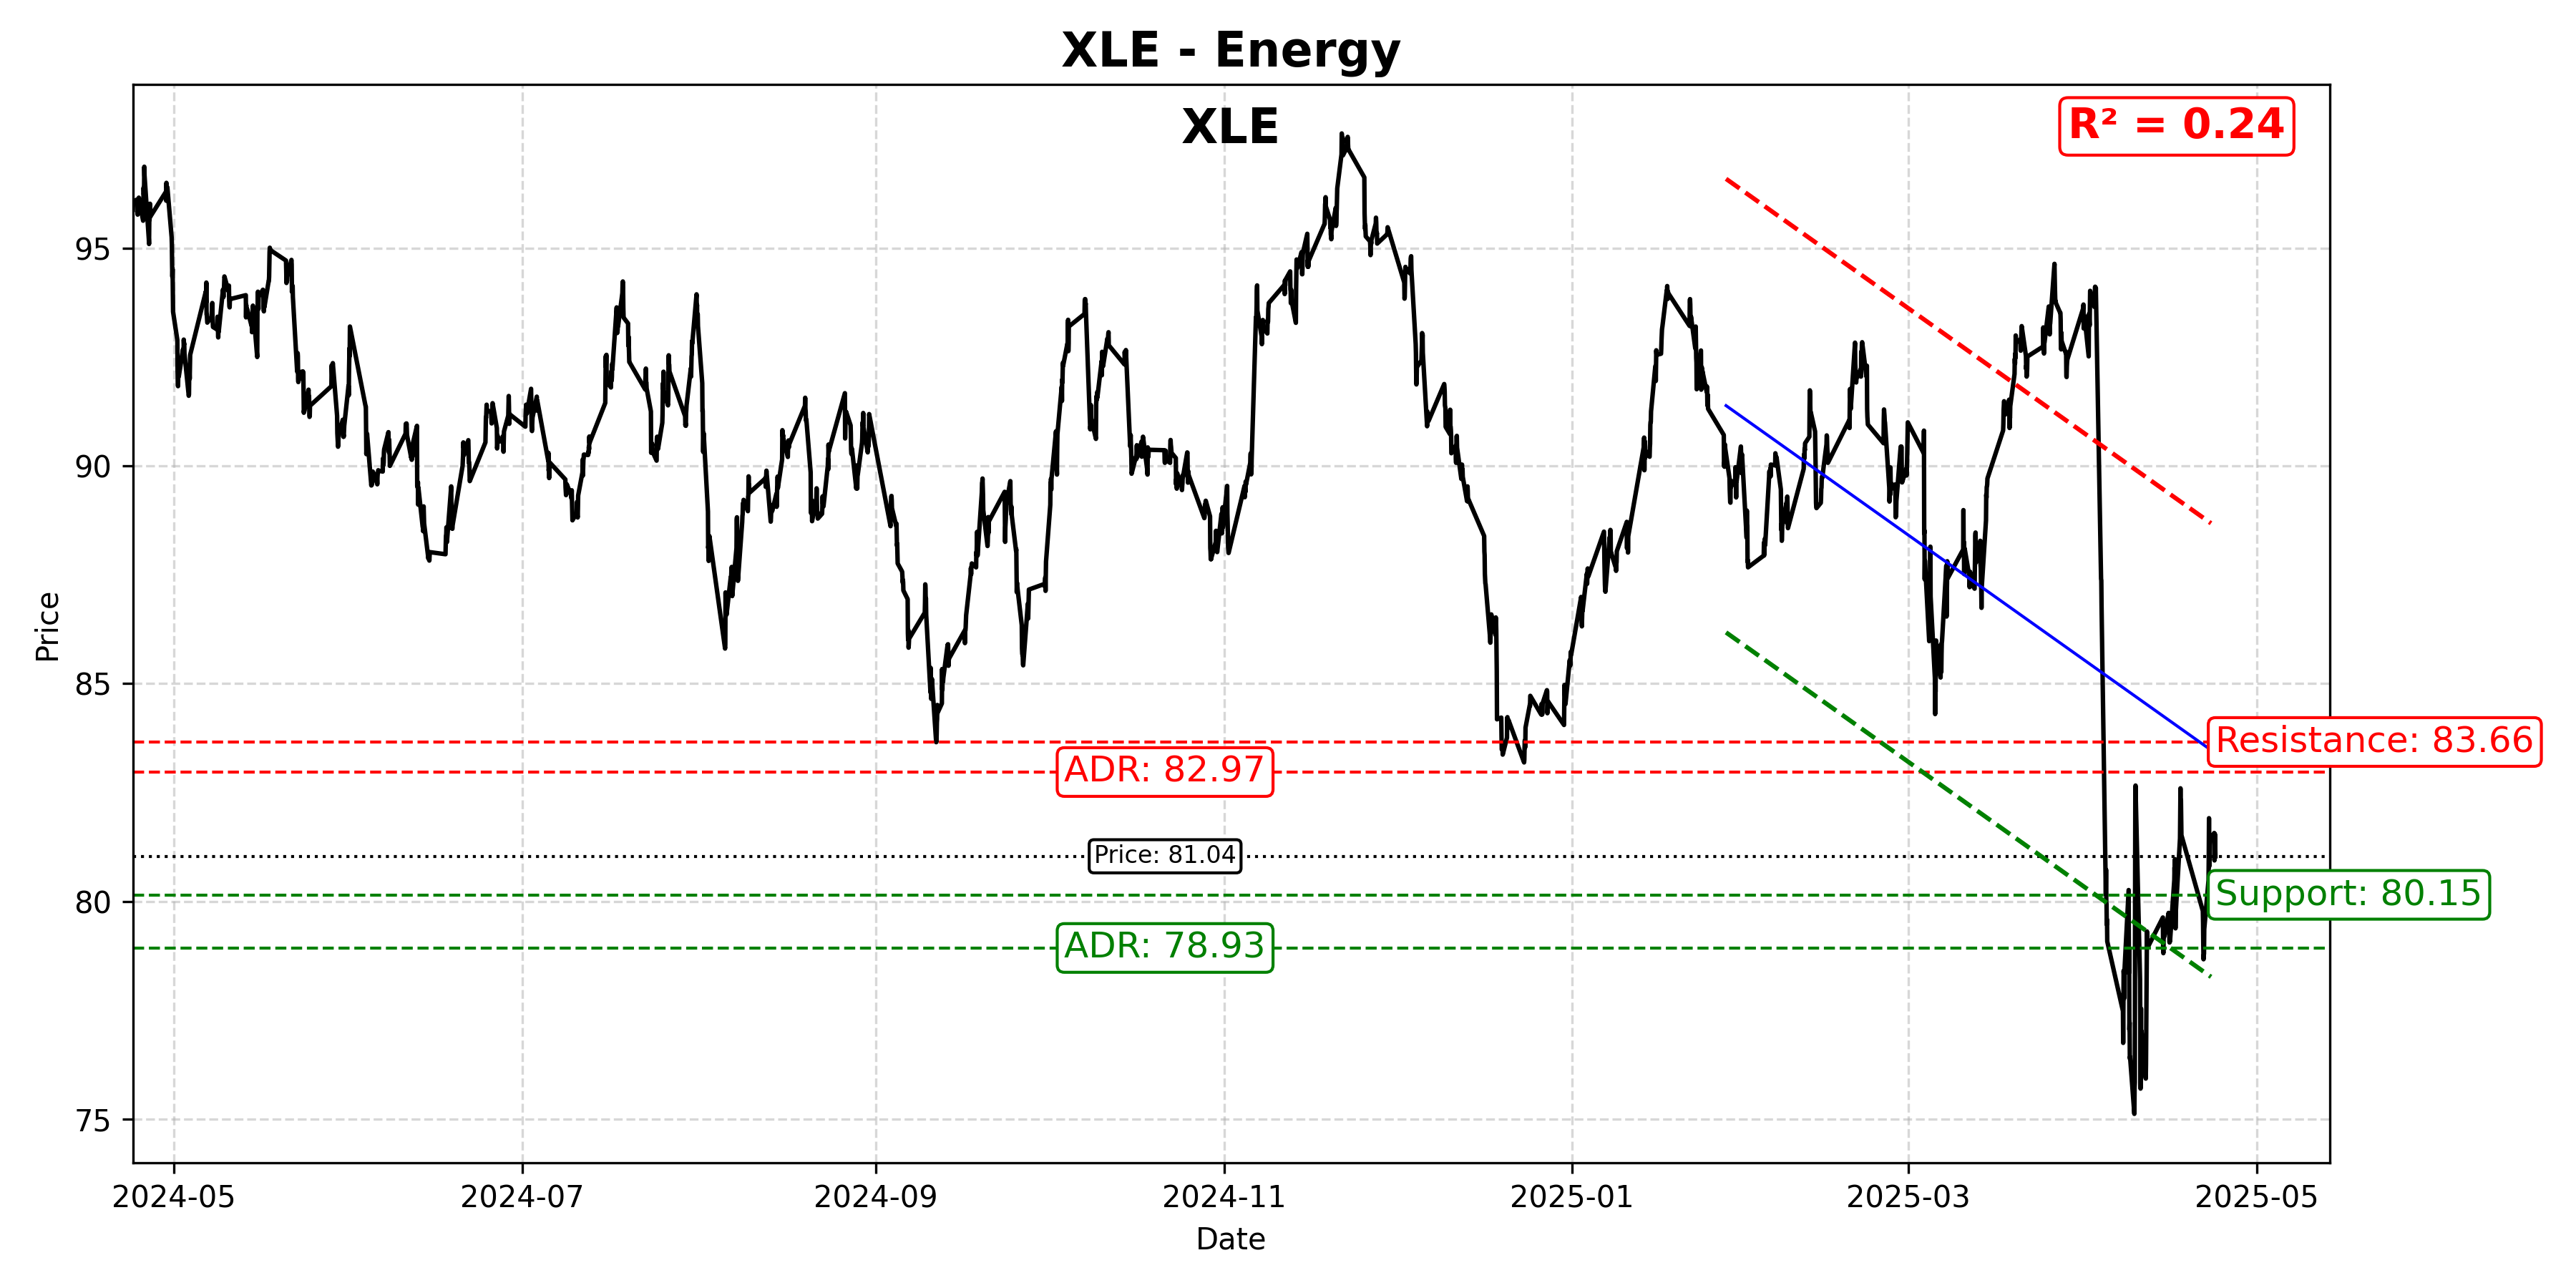 XLE - Energy
XLE
R² = 0.24
95
90
85
80
75
Price
Resistance: 83.66
ADR: 82.97
Price: 81.04
Support: 80.15
ADR: 78.93
2024-05
2024-07
2024-09
2024-11
2025-01
2025-03
2025-05
Date